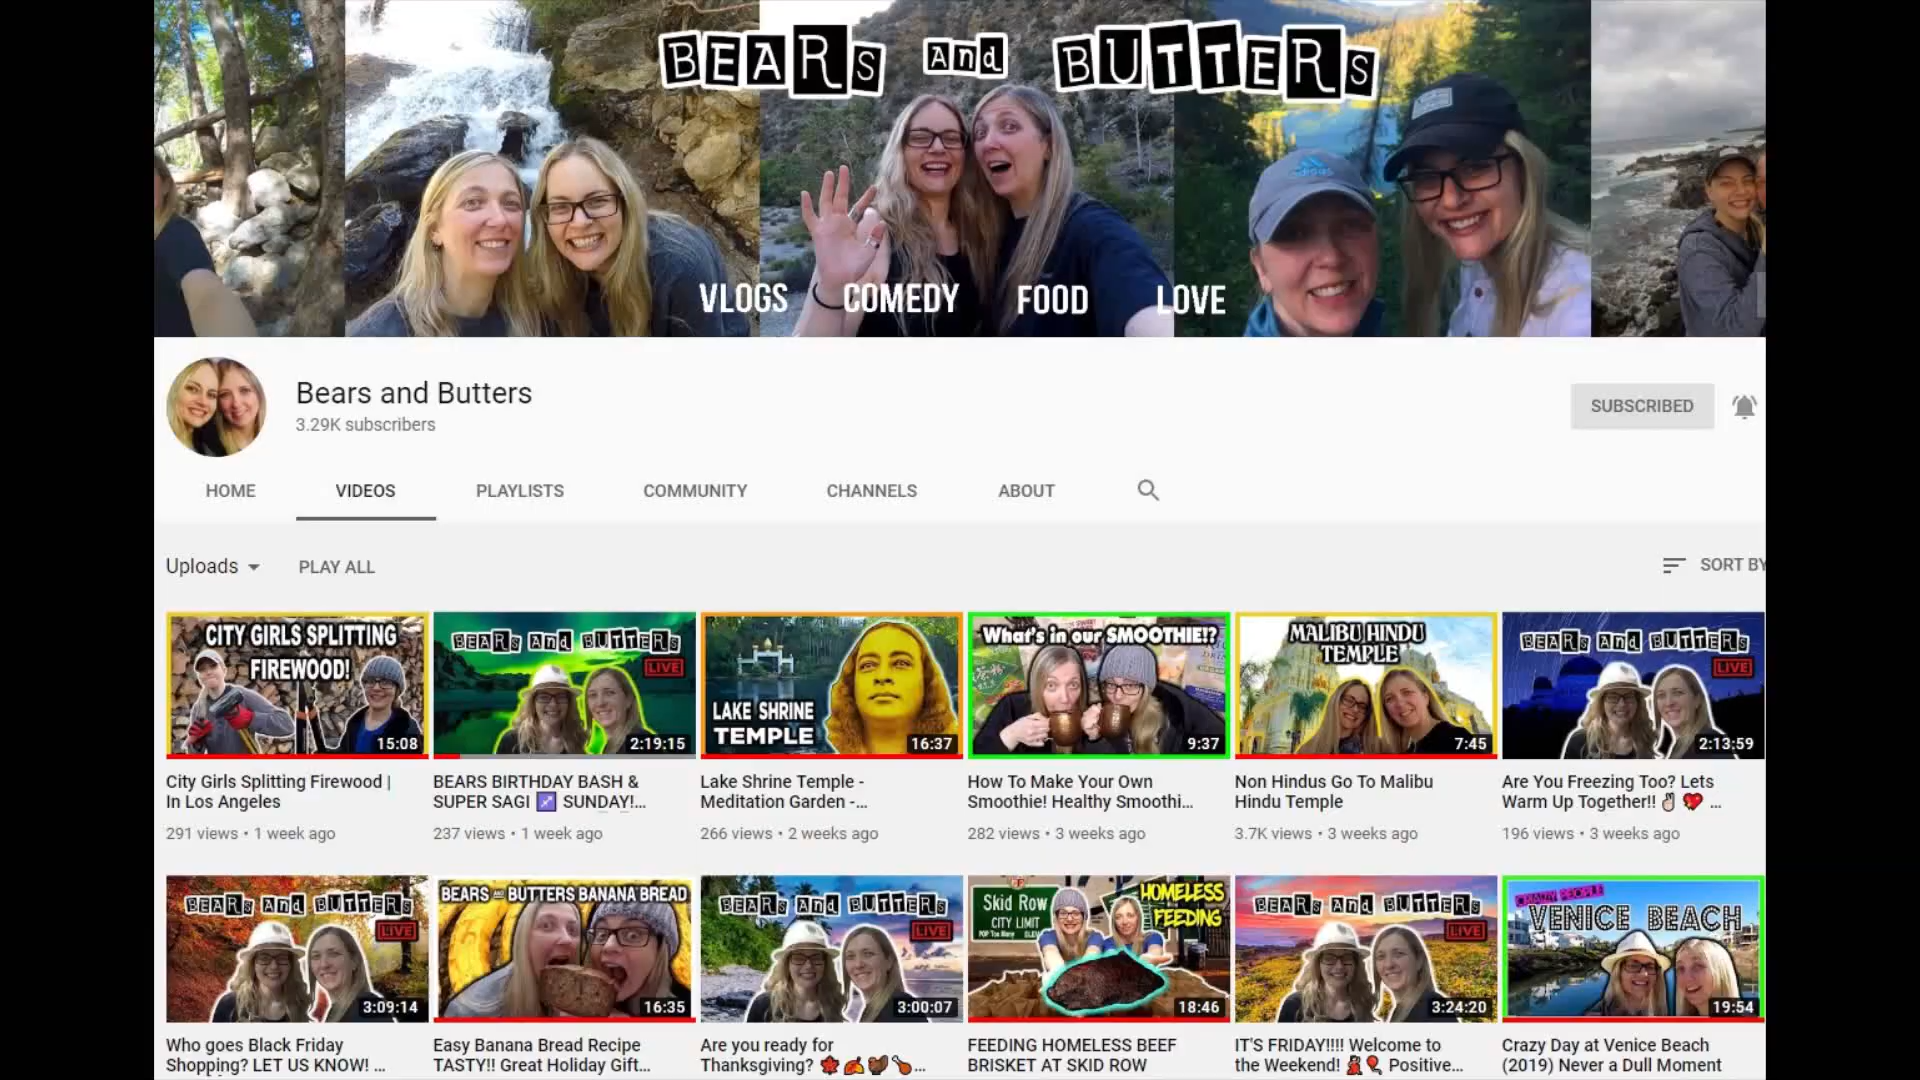 BEARS And BUTTERS
VLOGS COMEDY FOOD LOVE
adidas
Bears and Butters
3.29K subscribers
SUBSCRIBED
HOME VIDEOS PLAYLISTS COMMUNITY CHANNELS ABOUT
Uploads PLAY ALL SORT BY
CITY GIRLS SPLITTING
FIREWOOD!
15:08
City Girls Splitting Firewood |
In Los Angeles
291 views • 1 week ago
BEARS And BUTTERS
LIVE
2:19:15
BEARS BIRTHDAY BASH &
SUPER SAGI ♐ SUNDAY!...
237 views • 1 week ago
LAKE SHRINE
TEMPLE
16:37
Lake Shrine Temple -
Meditation Garden -...
266 views • 2 weeks ago
What's in our SMOOTHIE!?
9:37
How To Make Your Own
Smoothie! Healthy Smoothi...
282 views • 3 weeks ago
MALIBU HINDU
TEMPLE
7:45
Non Hindus Go To Malibu
Hindu Temple
3.7K views • 3 weeks ago
BEARS And BUTTERS
LIVE
2:13:59
Are You Freezing Too? Lets
Warm Up Together!! ✌🏻 💖 ...
196 views • 3 weeks ago
BEARS And BUTTERS
LIVE
3:09:14
Who goes Black Friday
Shopping? LET US KNOW! ...
BEARS AND BUTTERS BANANA BREAD
16:35
Easy Banana Bread Recipe
TASTY!! Great Holiday Gift...
BEARS And BUTTERS
LIVE
3:00:07
Are you ready for
Thanksgiving? 🍁🍂🦃🍗...
Skid Row
CITY LIMIT
POP Too Many
HOMELESS
FEEDING
18:46
FEEDING HOMELESS BEEF
BRISKET AT SKID ROW
BEARS And BUTTERS
LIVE
3:24:20
IT'S FRIDAY!!!! Welcome to
the Weekend! 💃🎈 Positive...
CRAZY PEOPLE
VENICE BEACH
19:54
Crazy Day at Venice Beach
(2019) Never a Dull Moment